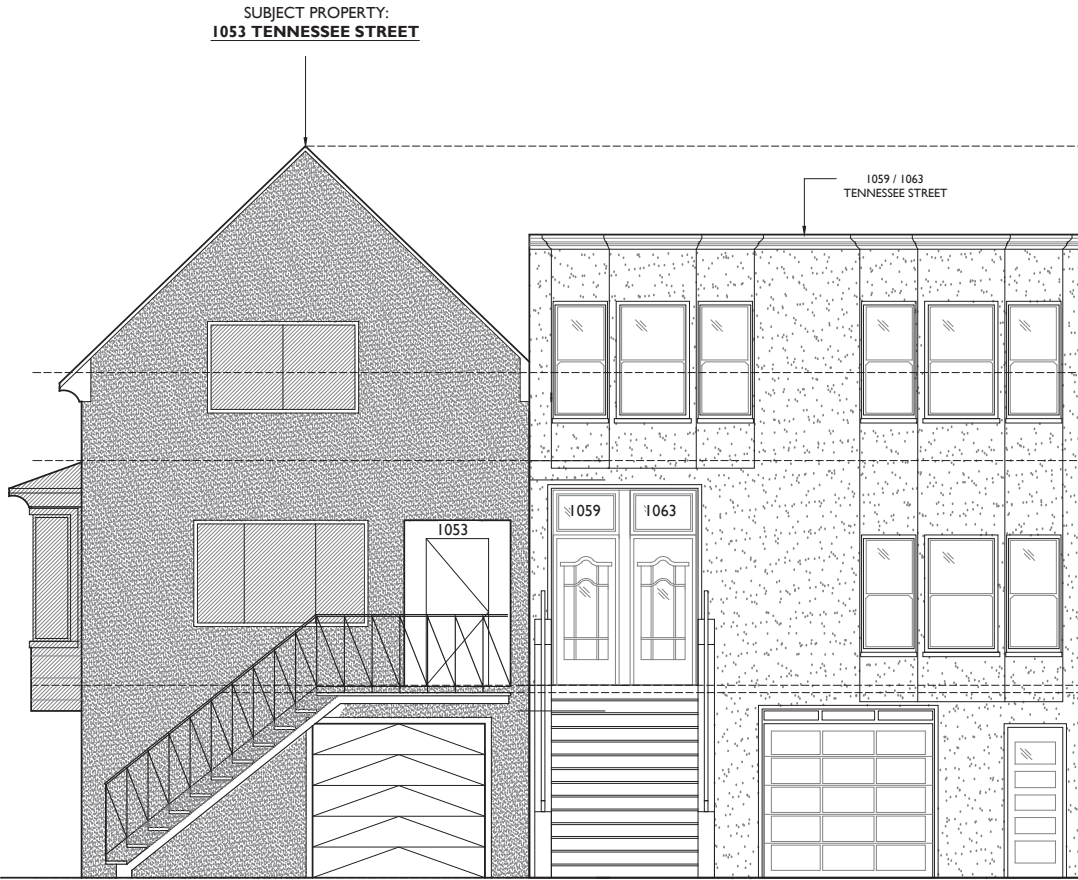 SUBJECT PROPERTY:
1053 TENNESSEE STREET
1059 / 1063
TENNESSEE STREET
1059
1063
1053